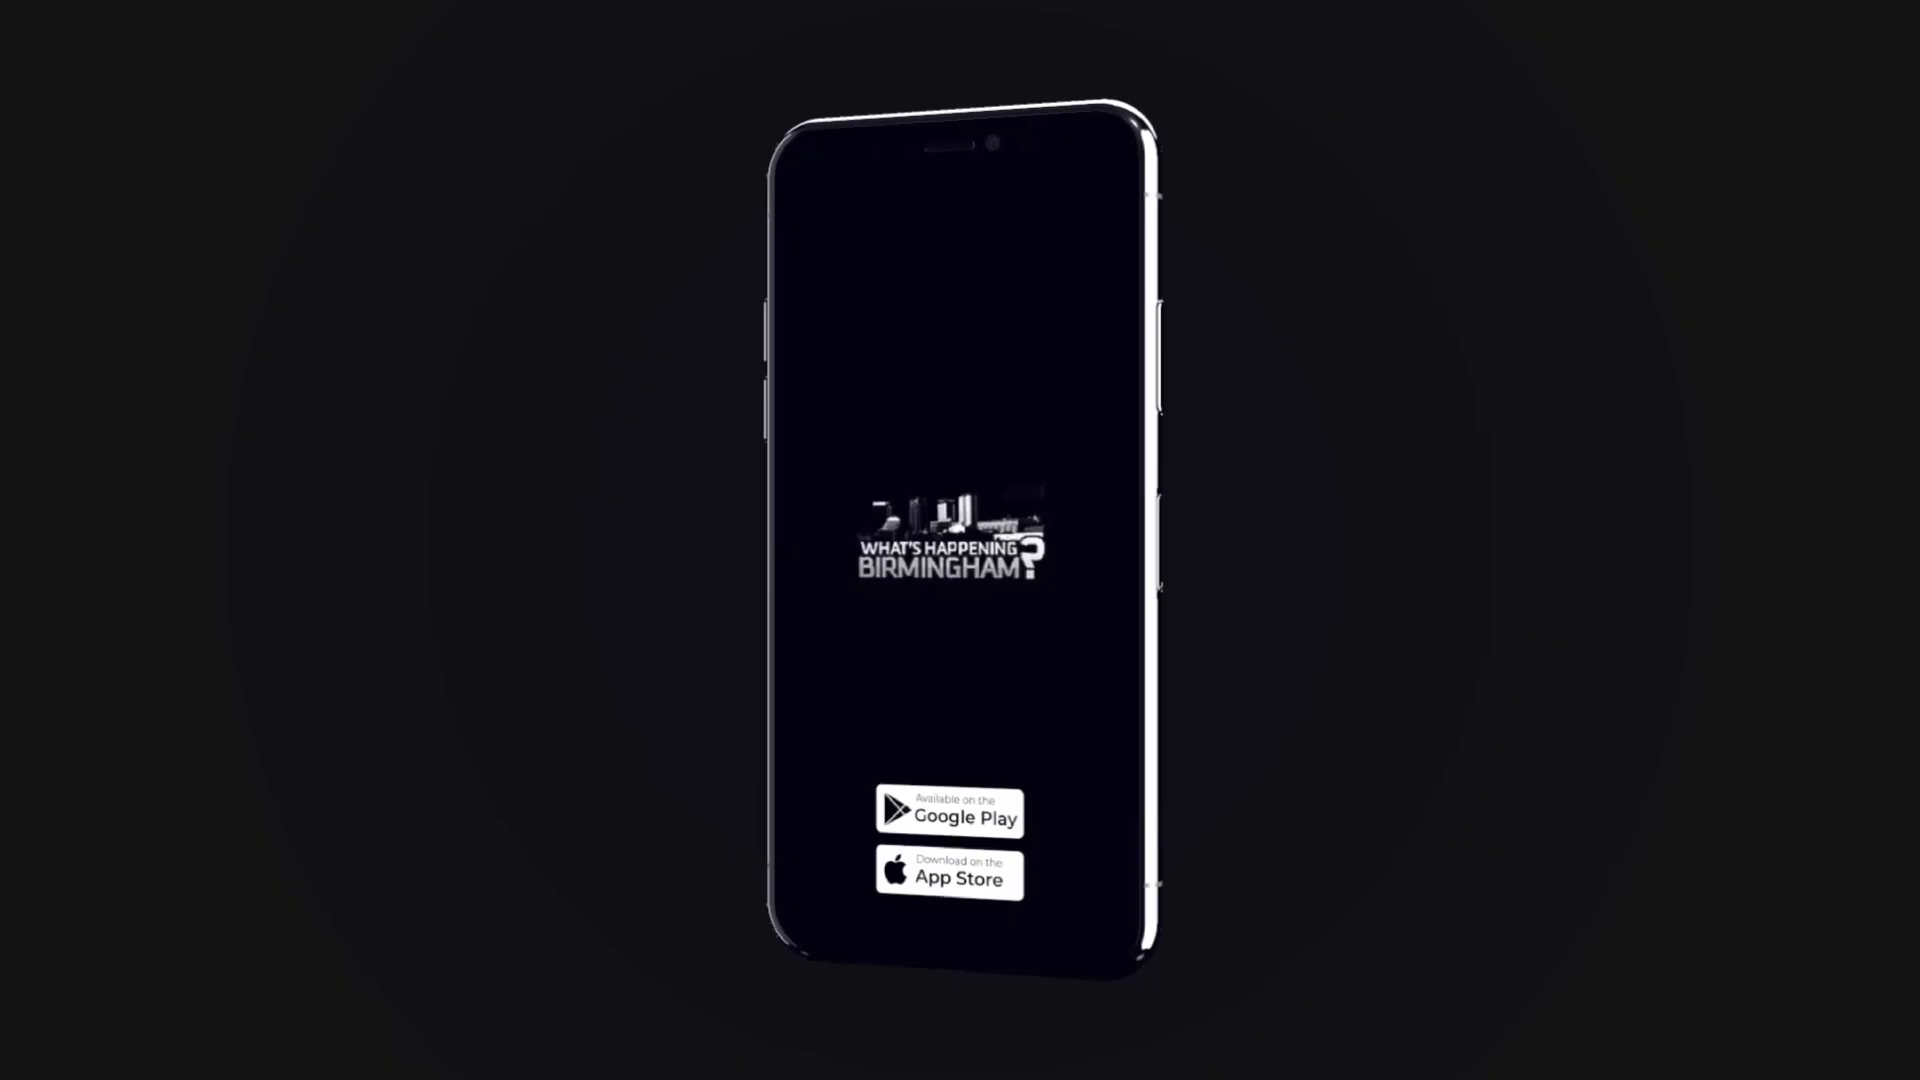 WHAT'S HAPPENING
BIRMINGHAM?
Available on the
Google Play
Download on the
App Store